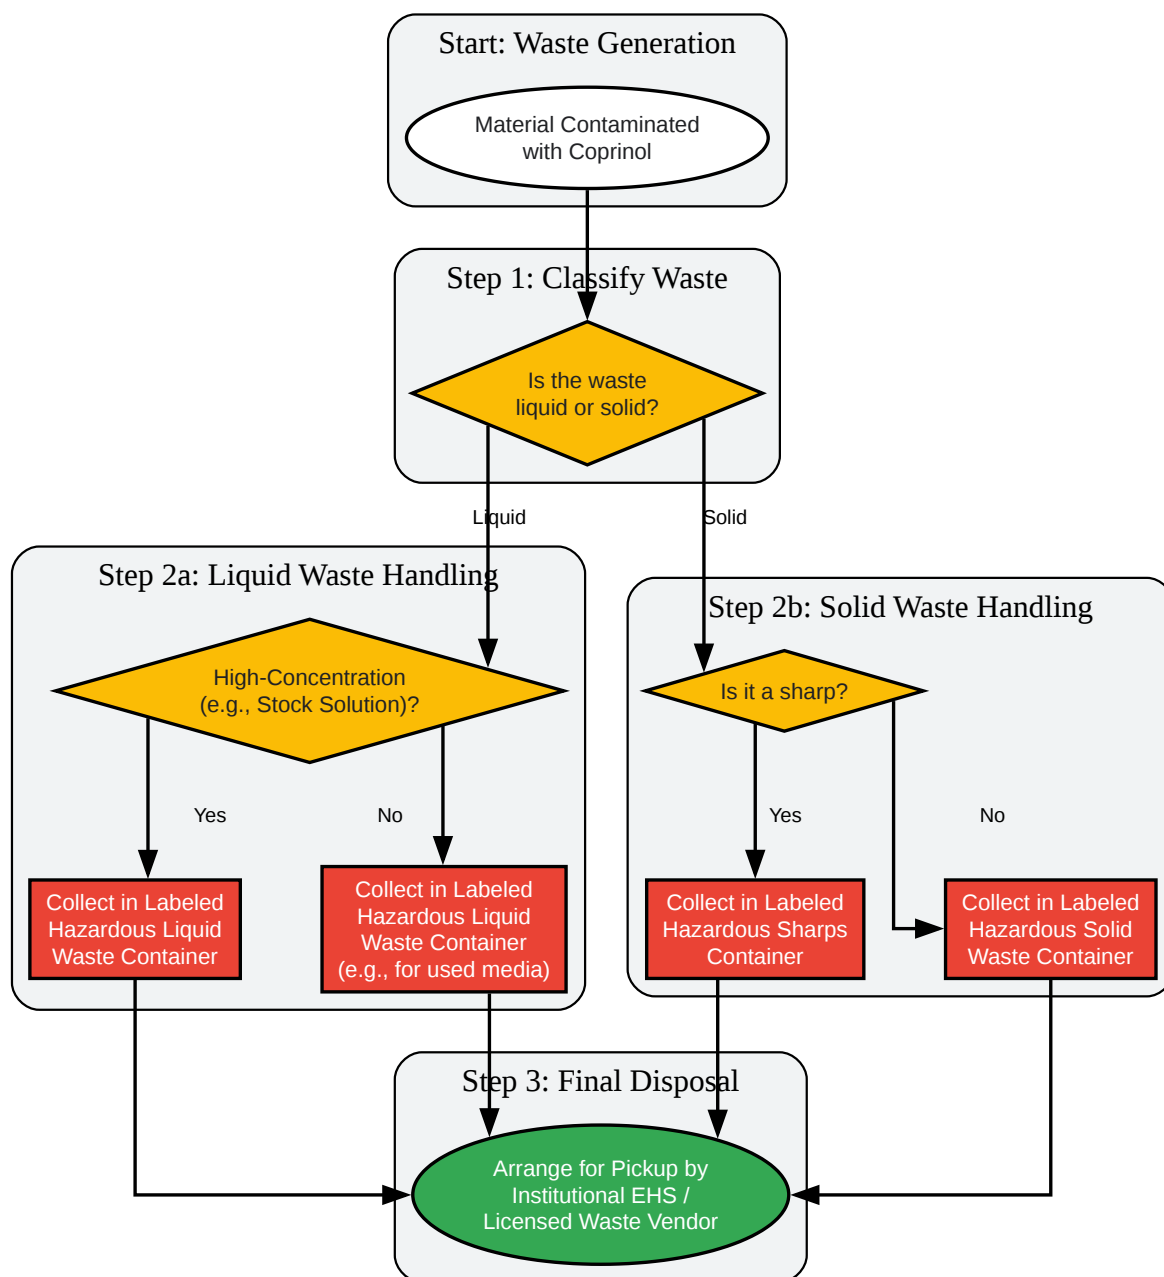 Start: Waste Generation
Material Contaminated
with Coprinol
Step 1: Classify Waste
Is the waste
liquid or solid?
Liquid
Solid
Step 2a: Liquid Waste Handling
High-Concentration
(e.g., Stock Solution)?
Yes
No
Collect in Labeled
Hazardous Liquid
Waste Container
Collect in Labeled
Hazardous Liquid
Waste Container
(e.g., for used media)
Step 2b: Solid Waste Handling
Is it a sharp?
Yes
No
Collect in Labeled
Hazardous Sharps
Container
Collect in Labeled
Hazardous Solid
Waste Container
Step 3: Final Disposal
Arrange for Pickup by
Institutional EHS /
Licensed Waste Vendor